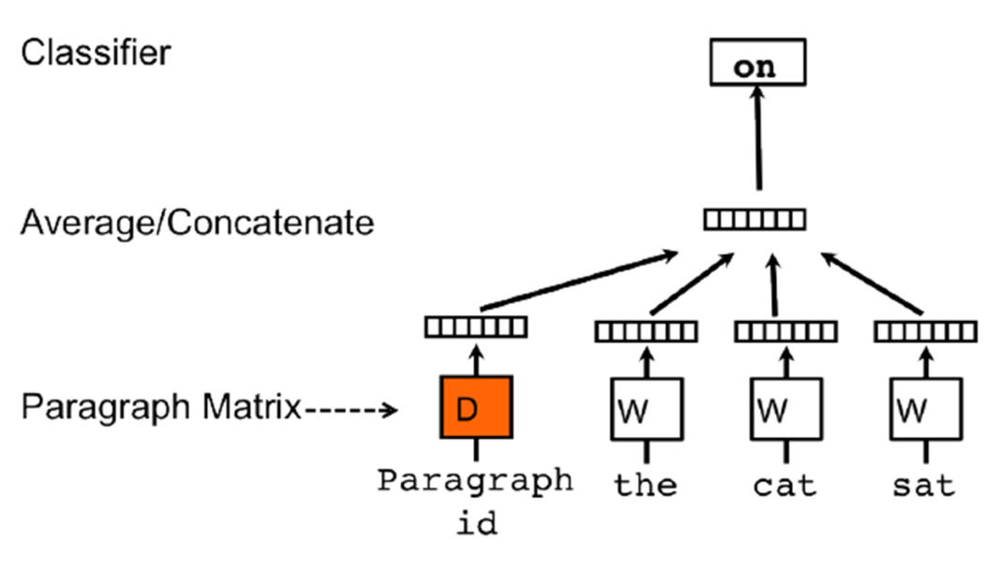 Classifier
on
Average/Concatenate
Paragraph Matrix
D
W
W
W
Paragraph
id
the
cat
sat